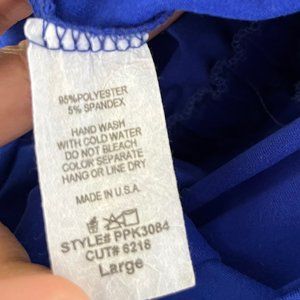 95%POLYESTER
5% SPANDEX
HAND WASH
WITH COLD WATER
DO NOT BLEACH
COLOR SEPARATE
HANG OR LINE DRY
MADE IN U.S.A.
STYLE# PPK3084
CUT# 6216
Large